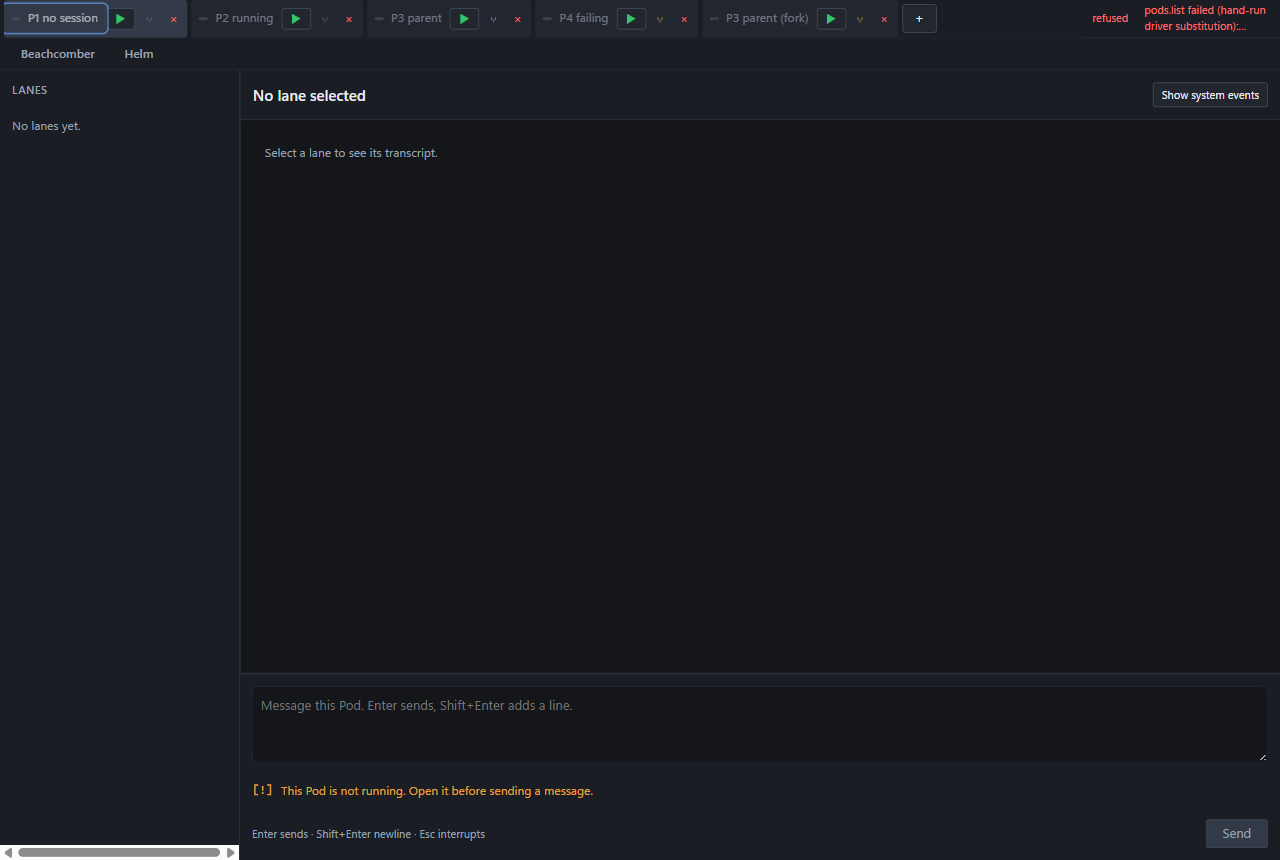 P1 no session
P2 running
P3 parent
P4 failing
P3 parent (fork)
+
refused
pods.list failed (hand-run
driver substitution):...
Beachcomber
Helm
LANES
No lanes yet.
No lane selected
Show system events
Select a lane to see its transcript.
Message this Pod. Enter sends, Shift+Enter adds a line.
[!] This Pod is not running. Open it before sending a message.
Enter sends · Shift+Enter newline · Esc interrupts
Send